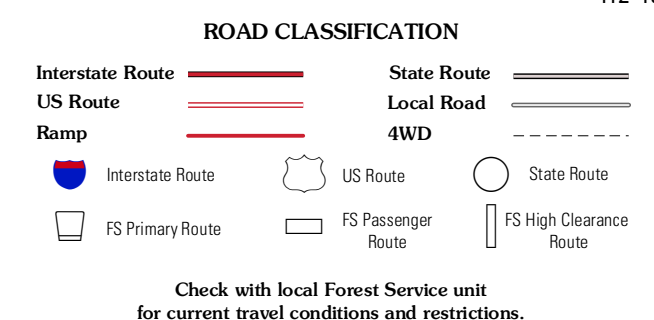 ROAD CLASSIFICATION
Interstate Route
State Route
US Route
Local Road
Ramp
4WD
Interstate Route
US Route
State Route
FS Primary Route
FS Passenger
Route
FS High Clearance
Route
Check with local Forest Service unit
for current travel conditions and restrictions.